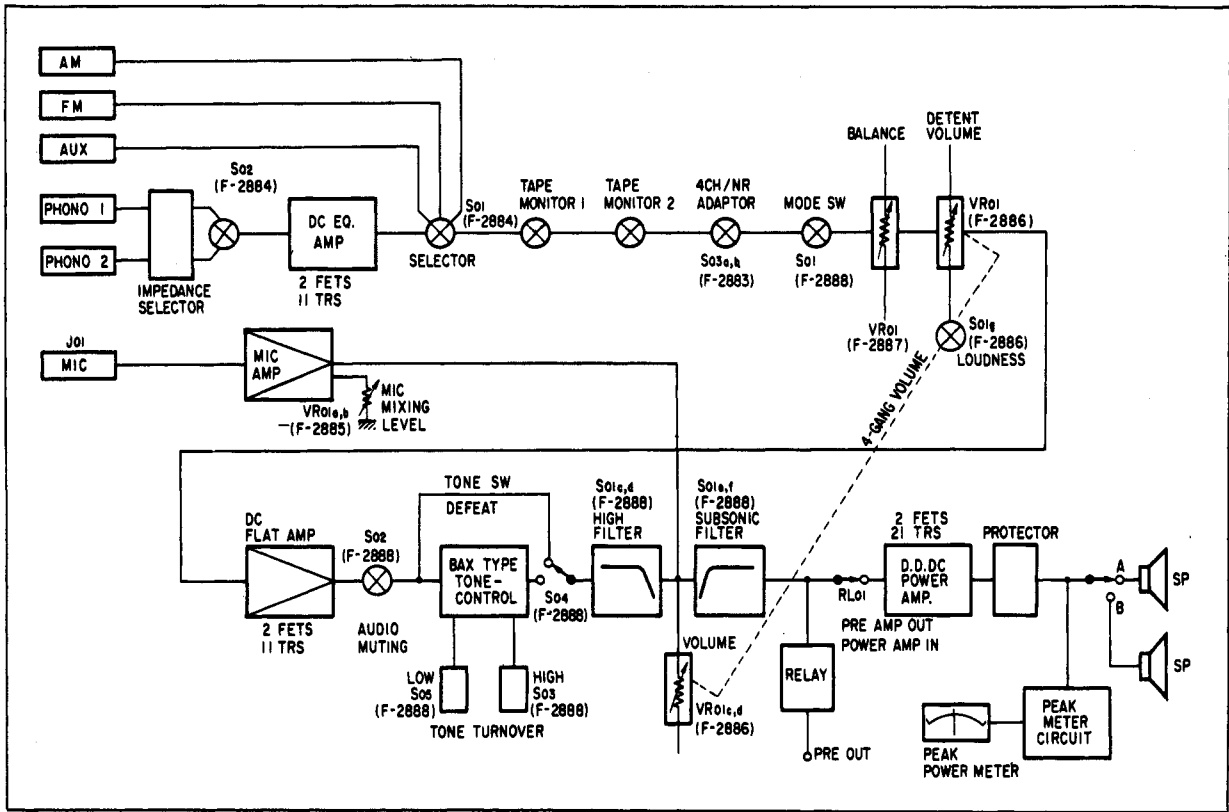 AM
FM
AUX
PHONO 1
PHONO 2
IMPEDANCE
SELECTOR
S02
(F-2884)
DC EQ.
AMP
2 FETS
11 TRS
S01
(F-2884)
SELECTOR
TAPE
MONITOR 1
TAPE
MONITOR 2
4CH/NR
ADAPTOR
S03a,b
(F-2883)
MODE SW
S01
(F-2888)
BALANCE
VR01
(F-2887)
DETENT
VOLUME
VR01
(F-2886)
S01g
(F-2886)
LOUDNESS
4-GANG VOLUME
J01
MIC
MIC
AMP
VR01a,b
(F-2885)
MIC
MIXING
LEVEL
DC
FLAT AMP
2 FETS
11 TRS
S02
(F-2888)
AUDIO
MUTING
TONE SW
DEFEAT
BAX TYPE
TONE-
CONTROL
S04
(F-2888)
LOW
S05
(F-2888)
HIGH
S03
(F-2888)
TONE TURNOVER
S01c,d
(F-2888)
HIGH
FILTER
S01e,f
(F-2888)
SUBSONIC
FILTER
VOLUME
VR01c,d
(F-2886)
RELAY
PRE OUT
RL01
PRE AMP OUT
POWER AMP IN
2 FETS
21 TRS
D.D.DC
POWER
AMP.
PROTECTOR
A
B
SP
SP
PEAK
METER
CIRCUIT
PEAK
POWER METER